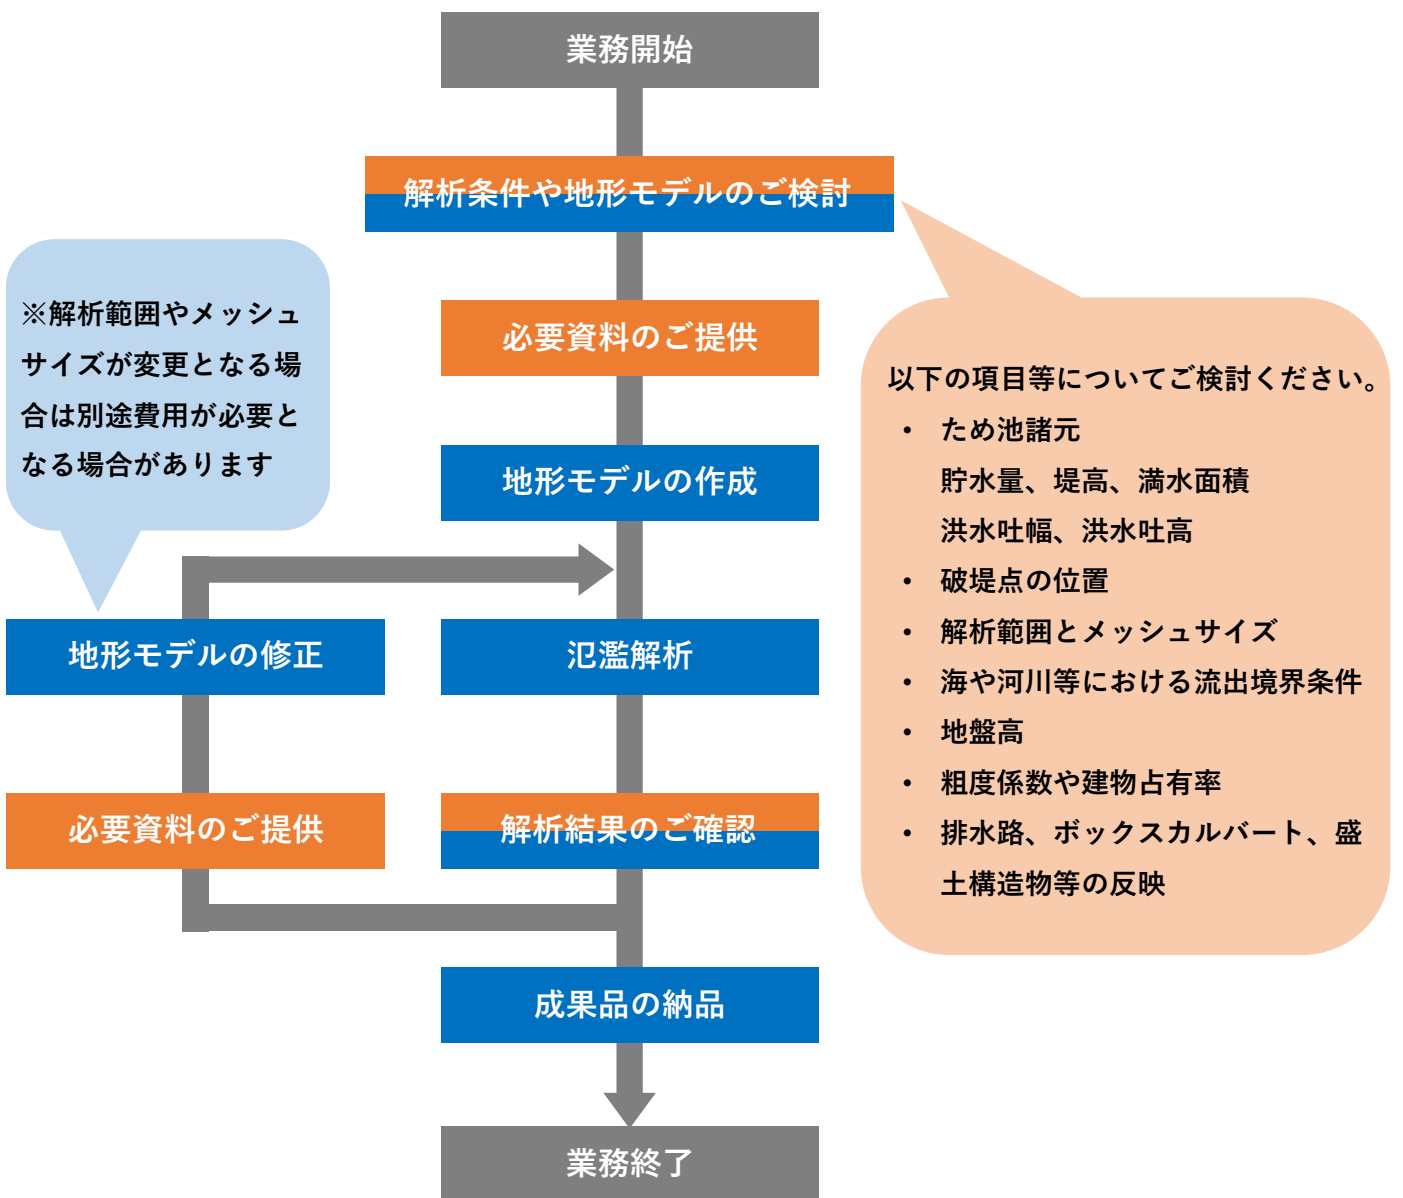 業務開始
解析条件や地形モデルのご検討
※解析範囲やメッシュ
サイズが変更となる場
合は別途費用が必要と
なる場合があります
必要資料のご提供
以下の項目等についてご検討ください。
・ ため池諸元
貯水量、堤高、満水面積
洪水吐幅、洪水吐高
・ 破堤点の位置
・ 解析範囲とメッシュサイズ
・ 海や河川等における流出境界条件
・ 地盤高
・ 粗度係数や建物占有率
・ 排水路、ボックスカルバート、盛
土構造物等の反映
地形モデルの作成
地形モデルの修正
氾濫解析
必要資料のご提供
解析結果のご確認
成果品の納品
業務終了